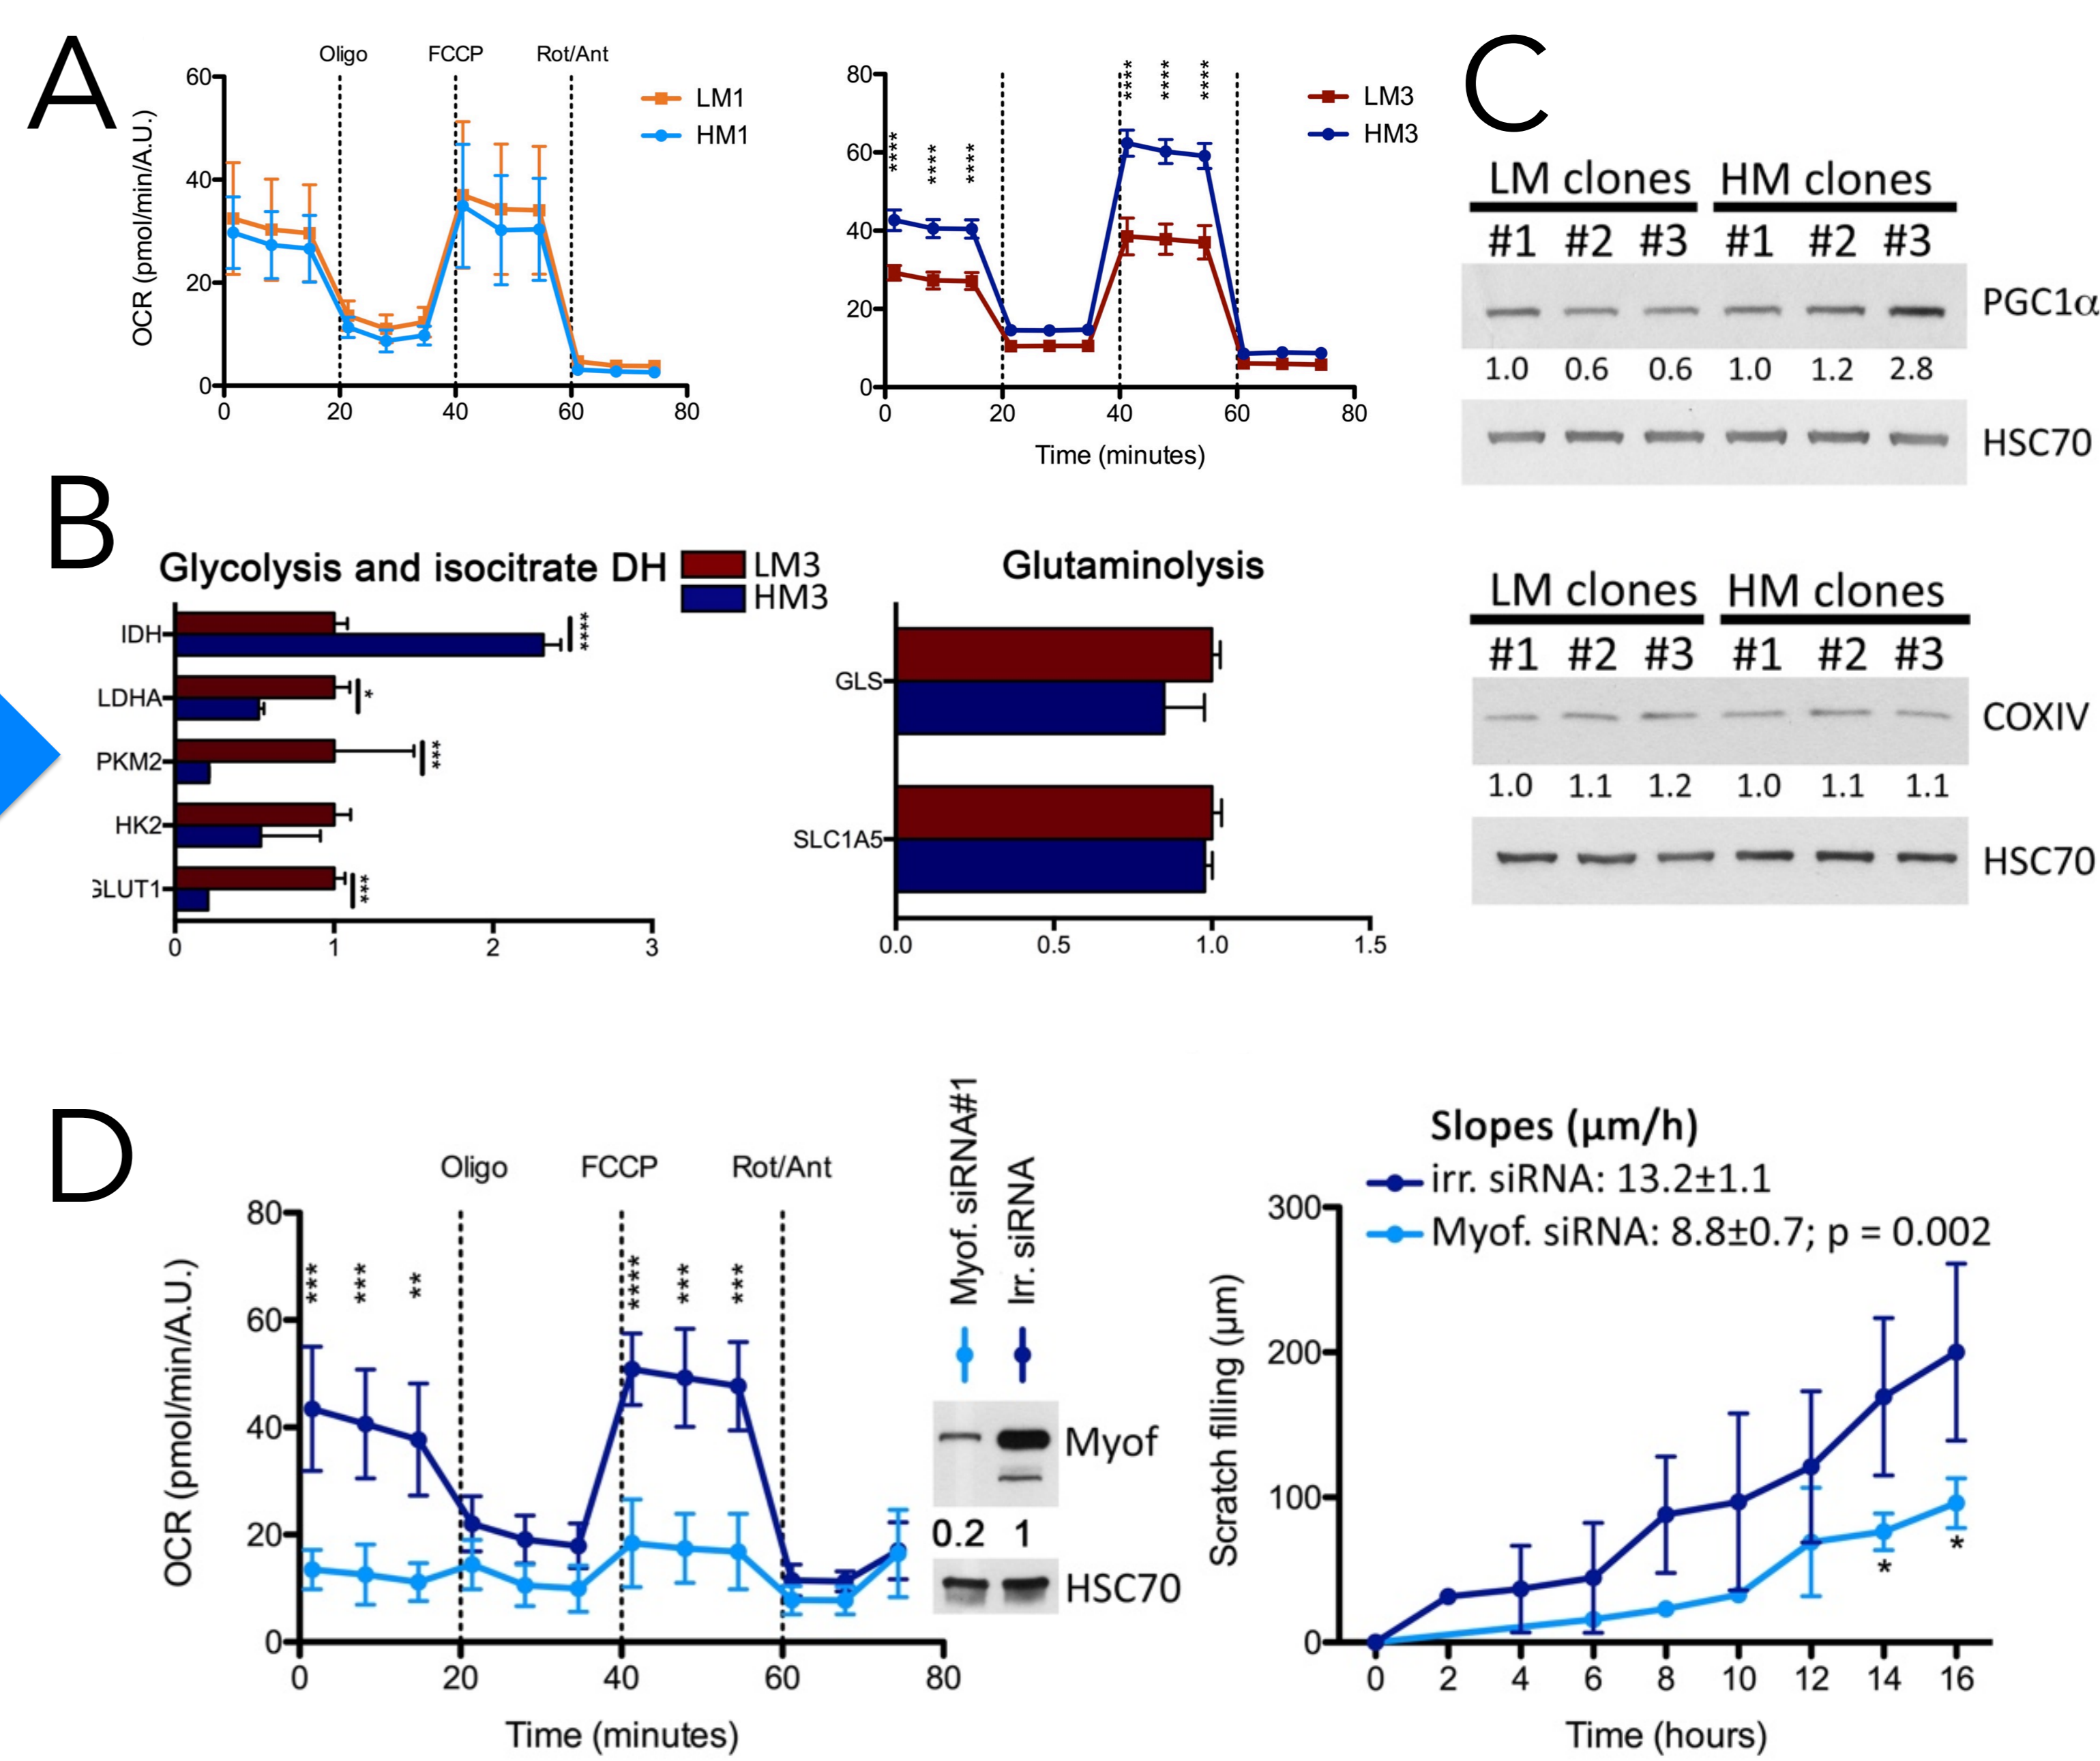 A
Oligo
FCCP
Rot/Ant
OCR (pmol/min/A.U.)
60
40
20
0
0
20
40
60
80
LM1
HM1
80
60
40
20
0
0
20
40
60
80
Time (minutes)
****
****
****
****
****
****
LM3
HM3
C
LM clones
HM clones
#1
#2
#3
#1
#2
#3
PGC1α
1.0
0.6
0.6
1.0
1.2
2.8
HSC70
LM clones
HM clones
#1
#2
#3
#1
#2
#3
COXIV
1.0
1.1
1.2
1.0
1.1
1.1
HSC70
B
Glycolysis and isocitrate DH
LM3
HM3
IDH
****
LDHA
*
PKM2
***
HK2
GLUT1
***
0
1
2
3
Glutaminolysis
GLS
SLC1A5
0.0
0.5
1.0
1.5
D
Oligo
FCCP
Rot/Ant
OCR (pmol/min/A.U.)
80
60
40
20
0
***
***
**
****
***
***
0
20
40
60
80
Time (minutes)
Myof. siRNA#1
Irr. siRNA
Myof
0.2
1
HSC70
Slopes (µm/h)
irr. siRNA: 13.2±1.1
Myof. siRNA: 8.8±0.7; p = 0.002
Scratch filling (µm)
300
200
100
0
*
*
0
2
4
6
8
10
12
14
16
Time (hours)